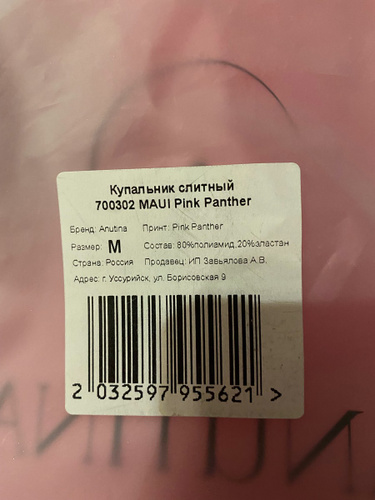 Купальник слитный
700302 MAUI Pink Panther
Бренд: Anutina Принт: Pink Panther
Размер: M Состав: 80%полиамид,20%эластан
Страна: Россия Продавец: ИП Завьялова А.В.
Адрес: г. Уссурийск, ул. Борисовская 9
2 032597 955621 >